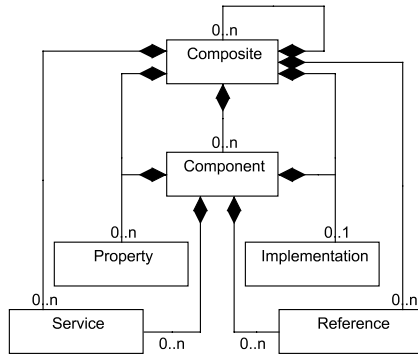 0..n
Composite
0..n
Component
0..n
0..1
Property
Implementation
0..n
0..n
Service
Reference
0..n
0..n